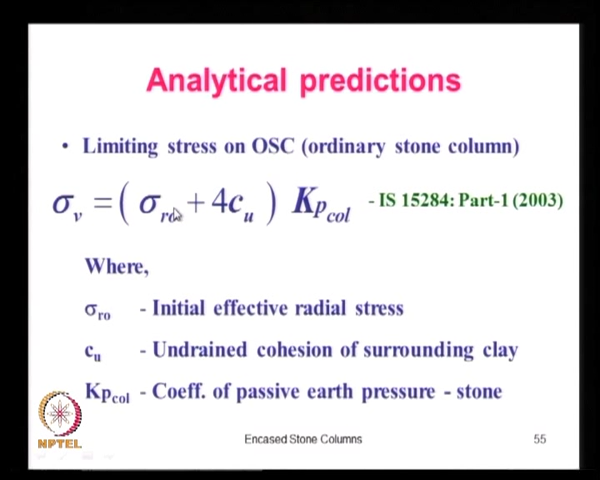 Analytical predictions
• Limiting stress on OSC (ordinary stone column)
σv = ( σro + 4cu ) Kpcol - IS 15284: Part-1 (2003)
Where,
σro - Initial effective radial stress
cu - Undrained cohesion of surrounding clay
Kpcol - Coeff. of passive earth pressure - stone
NPTEL
Encased Stone Columns
55